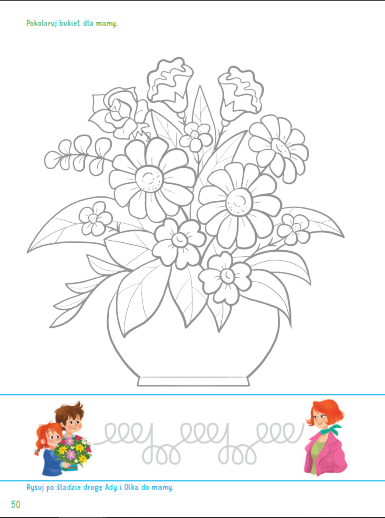 Pokoloruj bukiet dla mamy.
Rysuj po śladzie drogę Ady i Olka do mamy.
50